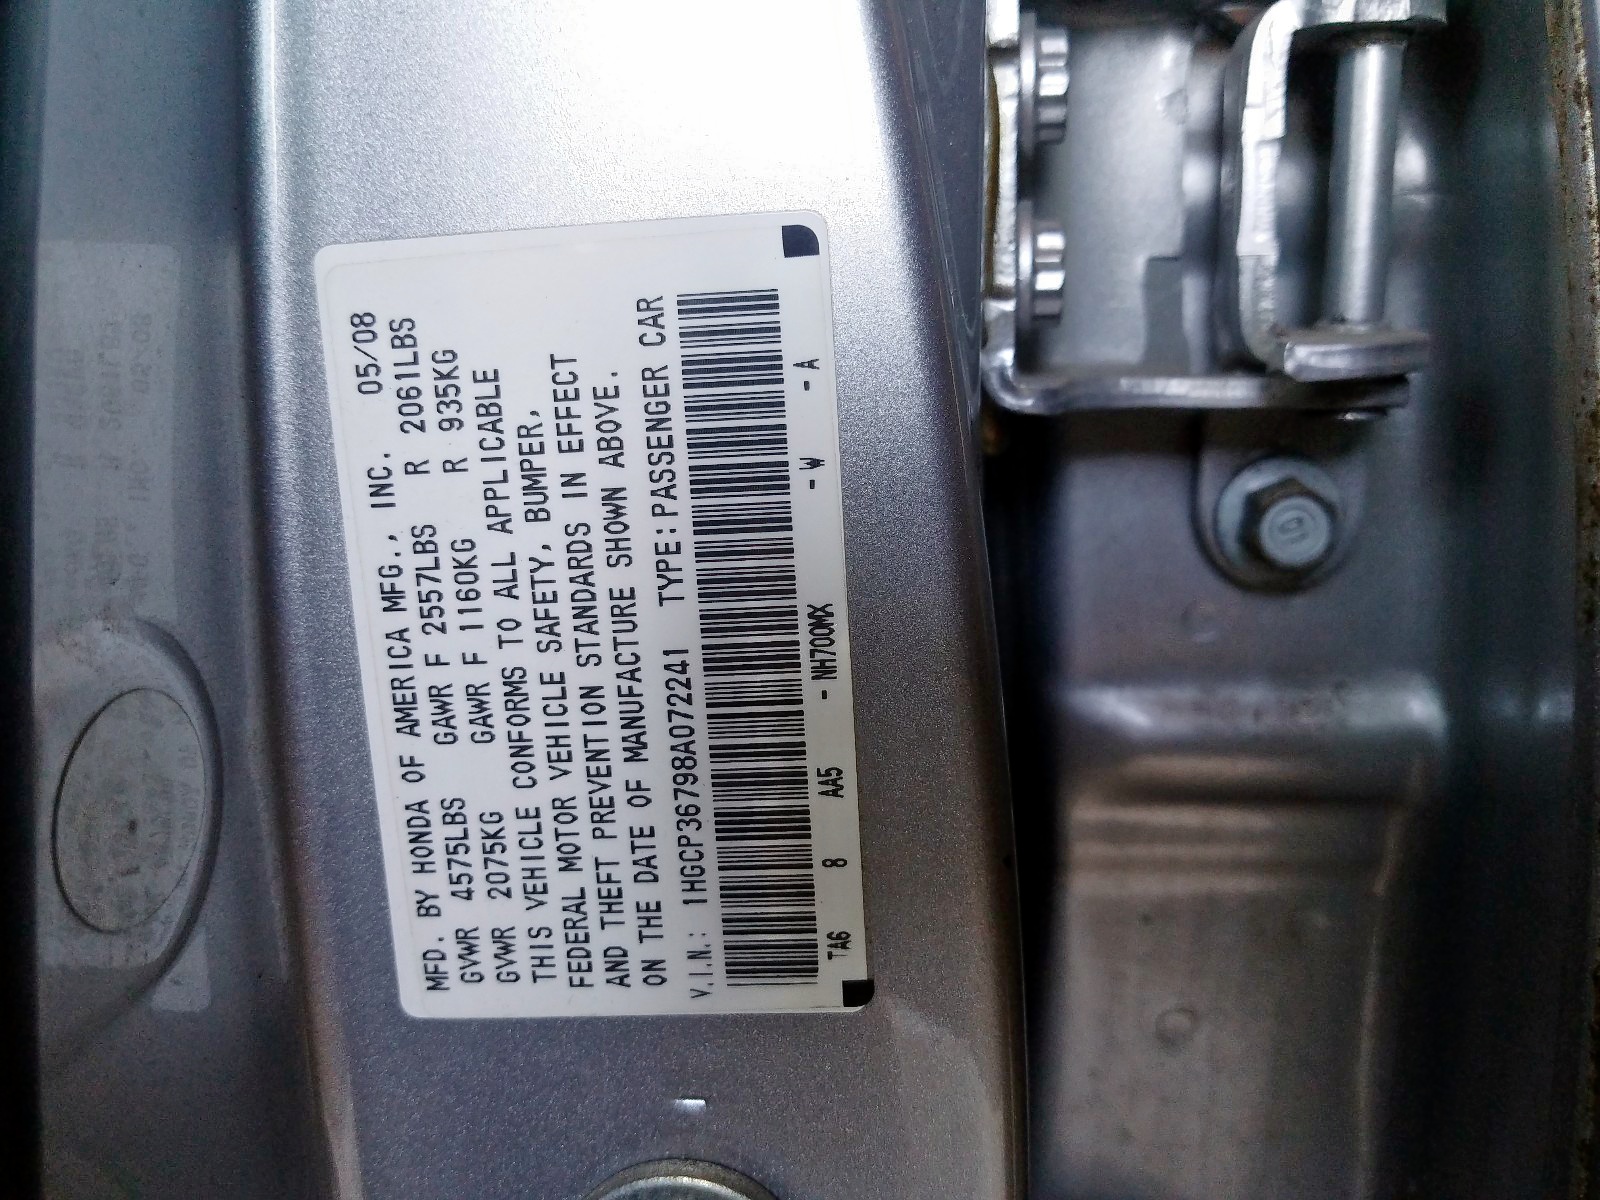 MFD. BY HONDA OF AMERICA MFG., INC. 05/08
GVWR 4575LBS GAWR F 2557LBS R 2061LBS
GVWR 2075KG GAWR F 1160KG R 935KG
THIS VEHICLE CONFORMS TO ALL APPLICABLE
FEDERAL MOTOR VEHICLE SAFETY, BUMPER,
AND THEFT PREVENTION STANDARDS IN EFFECT
ON THE DATE OF MANUFACTURE SHOWN ABOVE.
V.I.N.: 1HGCP36798A072241 TYPE: PASSENGER CAR
TA6 8 AA5 - NH700MX - W - A